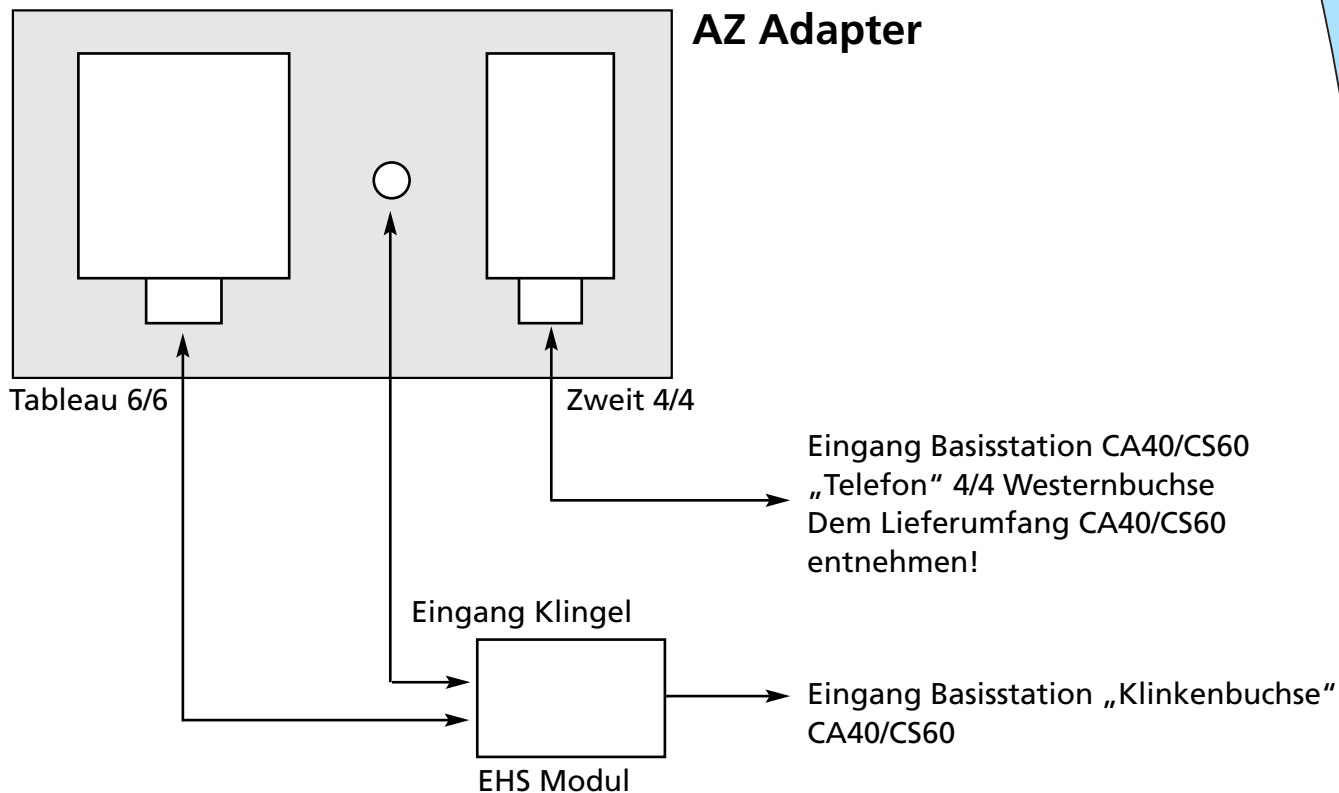 AZ Adapter
Tableau 6/6
Zweit 4/4
Eingang Basisstation CA40/CS60
„Telefon“ 4/4 Westernbuchse
Dem Lieferumfang CA40/CS60
entnehmen!
Eingang Klingel
Eingang Basisstation „Klinkenbuchse“
CA40/CS60
EHS Modul